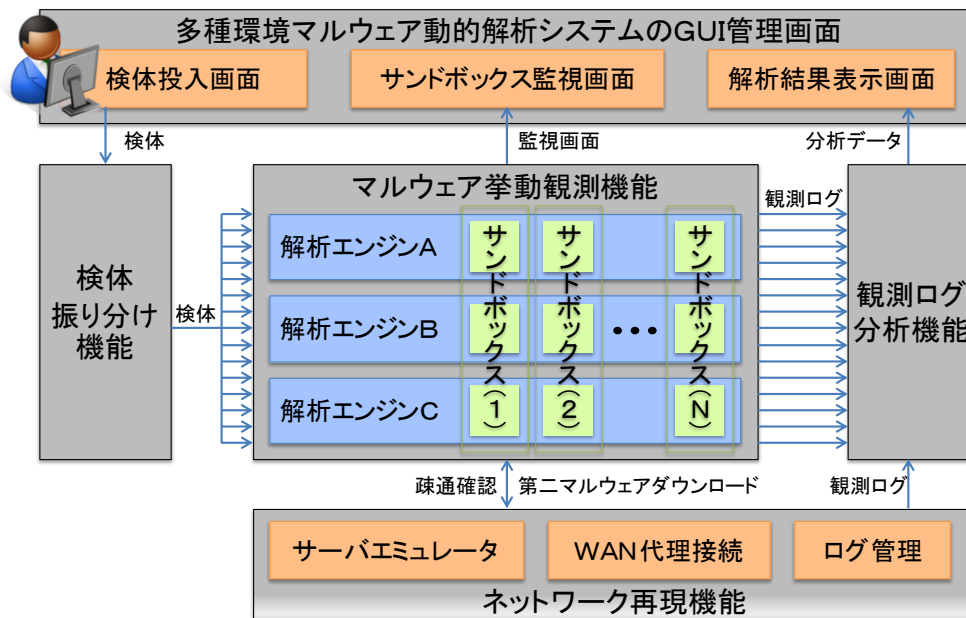 多種環境マルウェア動的解析システムのGUI管理画面
検体投入画面
サンドボックス監視画面
解析結果表示画面
検体
監視画面
分析データ
検体
振り分け
機能
検体
マルウェア挙動観測機能
解析エンジンA
解析エンジンB
解析エンジンC
サンドボックス(1)
サンドボックス(2)
•••
サンドボックス(N)
観測ログ
観測ログ
分析機能
疎通確認
第二マルウェアダウンロード
観測ログ
サーバエミュレータ
WAN代理接続
ログ管理
ネットワーク再現機能